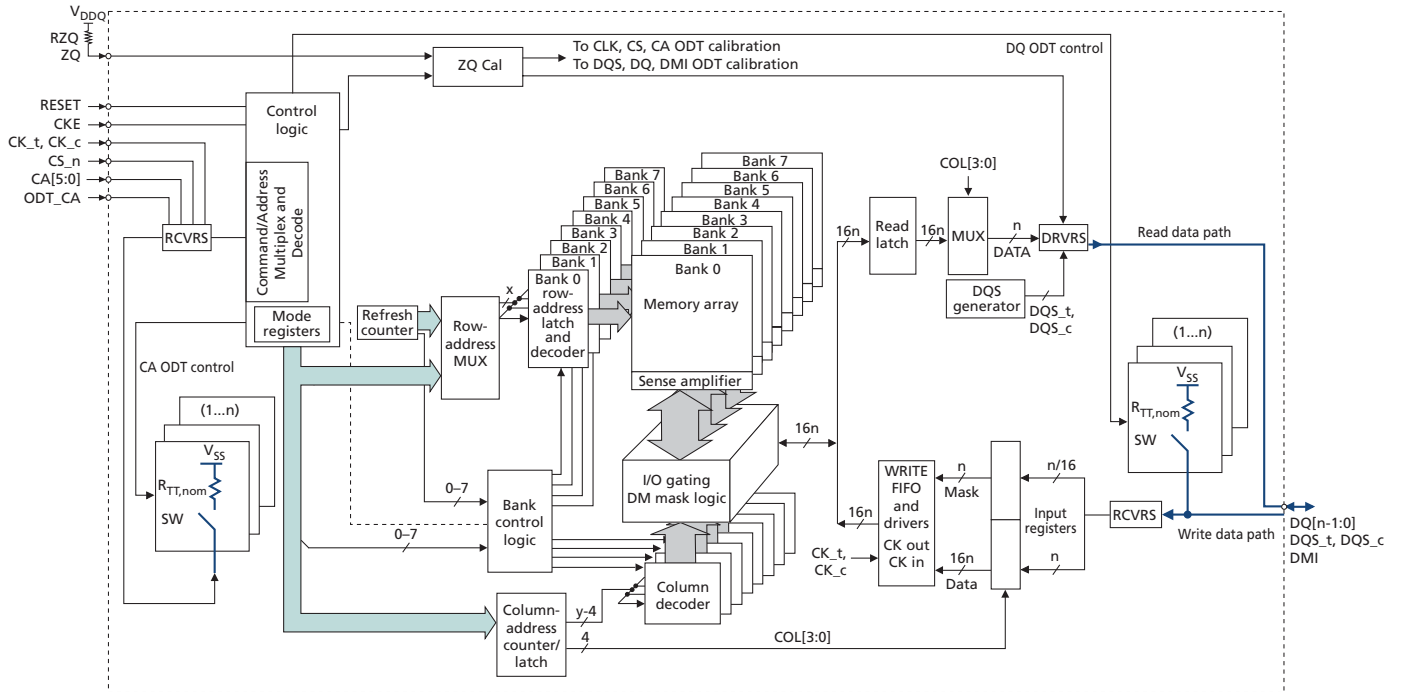 VDDQ
RZQ
ZQ
RESET
CKE
CK_t, CK_c
CS_n
CA[5:0]
ODT_CA
RCVRS
Control
logic
Command/Address
Multiplex and
Decode
Mode
registers
ZQ Cal
To CLK, CS, CA ODT calibration
To DQS, DQ, DMI ODT calibration
DQ ODT control
CA ODT control
(1...n)
VSS
RTT,nom
SW
Refresh
counter
Row-
address
MUX
x
Bank 7
Bank 6
Bank 5
Bank 4
Bank 3
Bank 2
Bank 1
Bank 0
row-
address
latch
and
decoder
Bank 7
Bank 6
Bank 5
Bank 4
Bank 3
Bank 2
Bank 1
Bank 0
Memory array
Sense amplifier
I/O gating
DM mask logic
0–7
0–7
Bank
control
logic
Column
decoder
Column-
address
counter/
latch
y-4
4
COL[3:0]
16n
16n
Read
latch
16n
COL[3:0]
MUX
n
DATA
DRVRS
DQS
generator
DQS_t,
DQS_c
Read data path
(1...n)
VSS
RTT,nom
SW
16n
WRITE
FIFO
and
drivers
CK out
CK in
CK_t,
CK_c
n
Mask
16n
Data
Input
registers
n/16
n
RCVRS
Write data path
DQ[n-1:0]
DQS_t, DQS_c
DMI